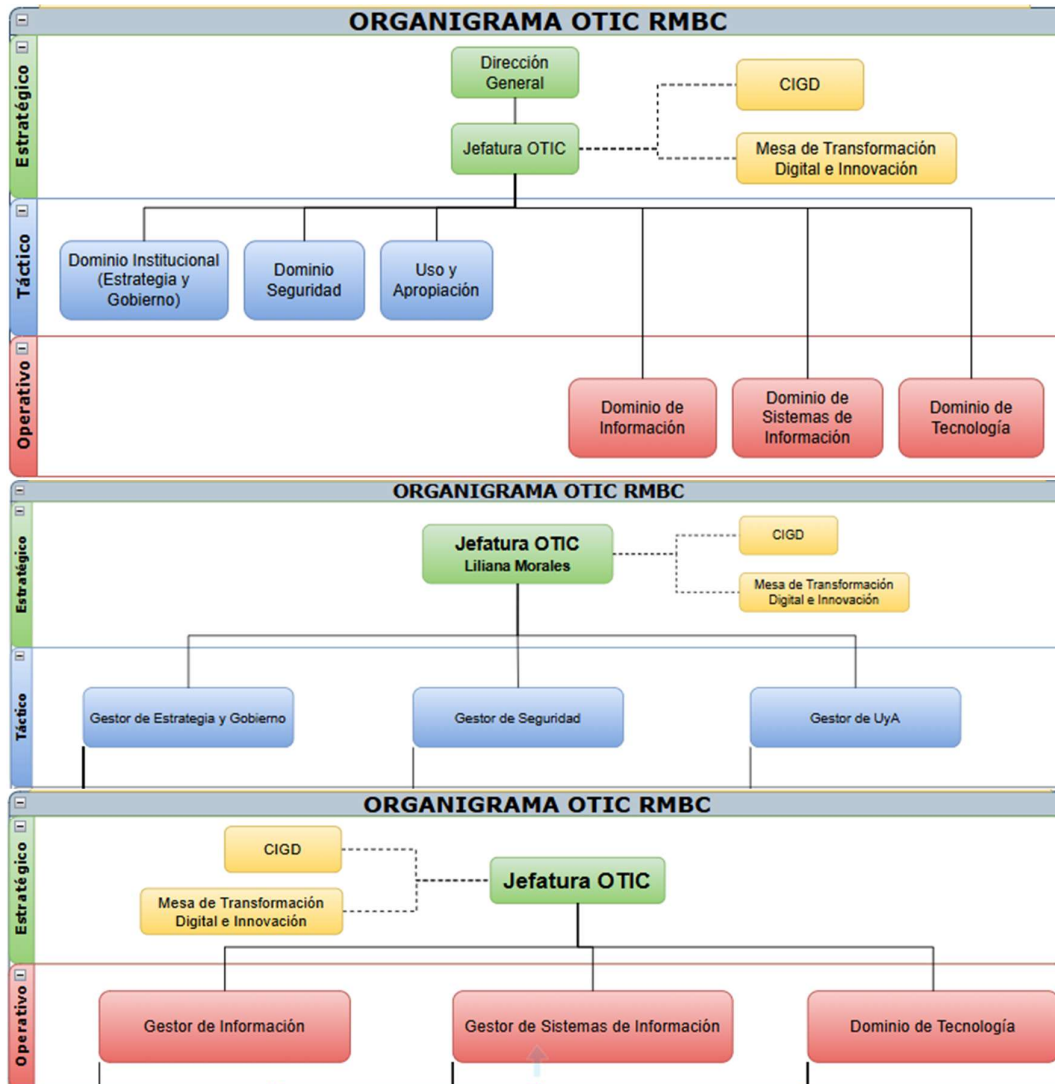 ORGANIGRAMA OTIC RMBC
Estratégico
Dirección
General
CIGD
Jefatura OTIC
Mesa de Transformación
Digital e Innovación
Táctico
Dominio Institucional
(Estrategia y
Gobierno)
Dominio
Seguridad
Uso y
Apropiación
Operativo
Dominio de
Información
Dominio de
Sistemas de
Información
Dominio de
Tecnología
ORGANIGRAMA OTIC RMBC
Estratégico
Jefatura OTIC
Liliana Morales
CIGD
Mesa de Transformación
Digital e Innovación
Táctico
Gestor de Estrategia y Gobierno
Gestor de Seguridad
Gestor de UyA
ORGANIGRAMA OTIC RMBC
Estratégico
CIGD
Jefatura OTIC
Mesa de Transformación
Digital e Innovación
Operativo
Gestor de Información
Gestor de Sistemas de Información
Dominio de Tecnología